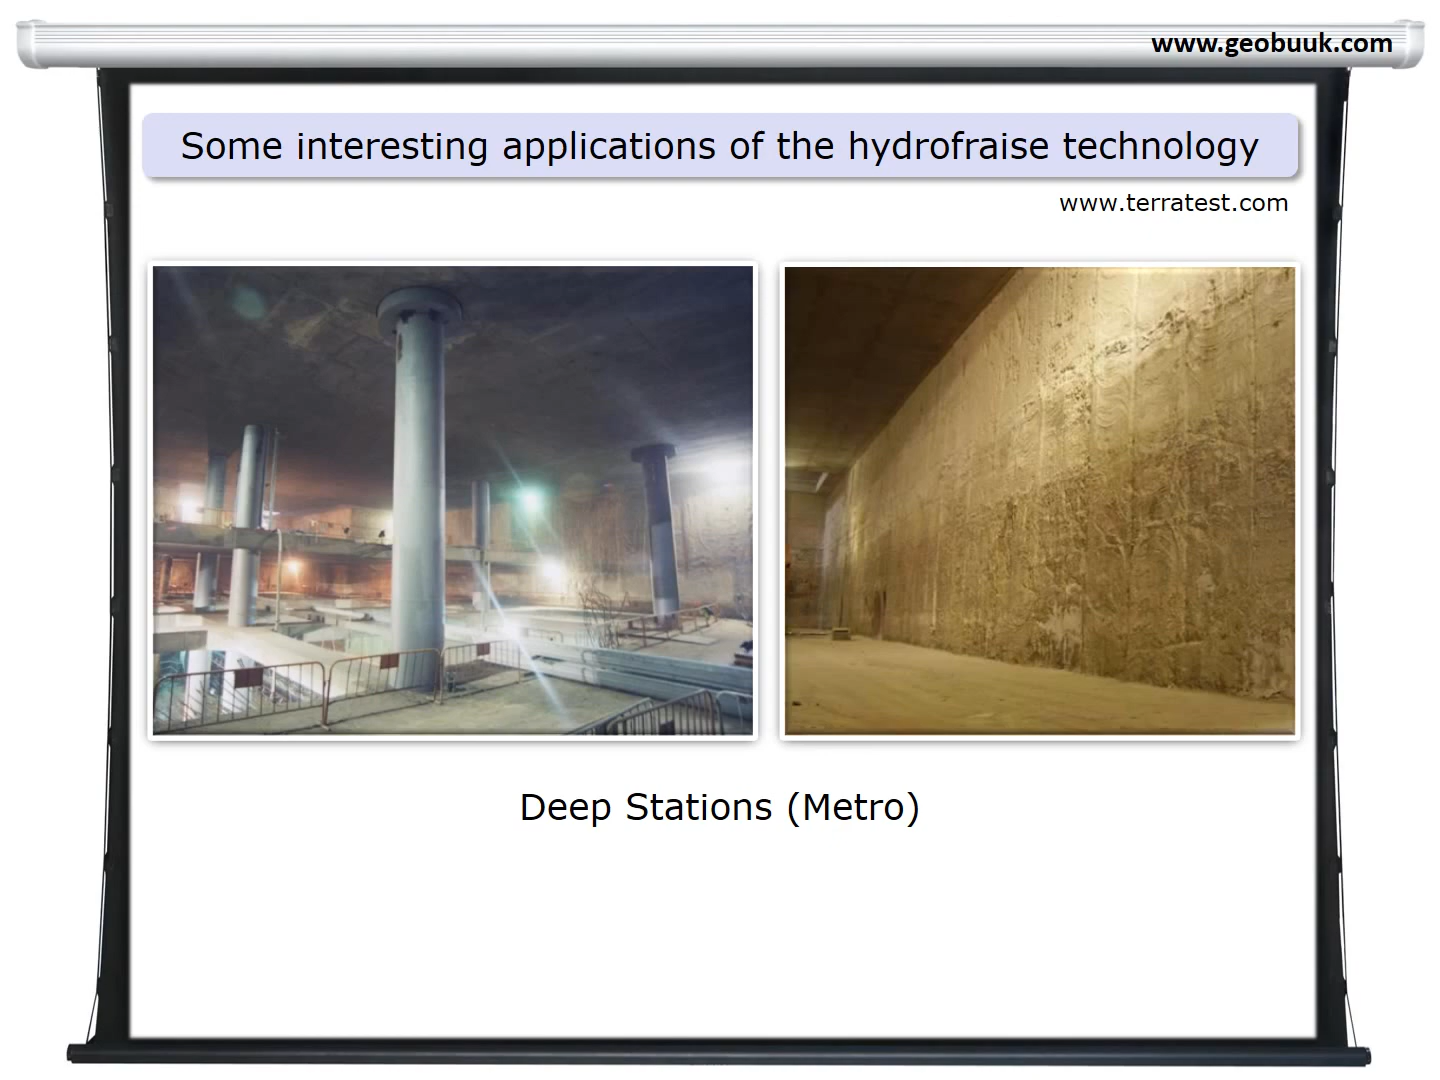 www.geobuuk.com
Some interesting applications of the hydrofraise technology
www.terratest.com
Deep Stations (Metro)